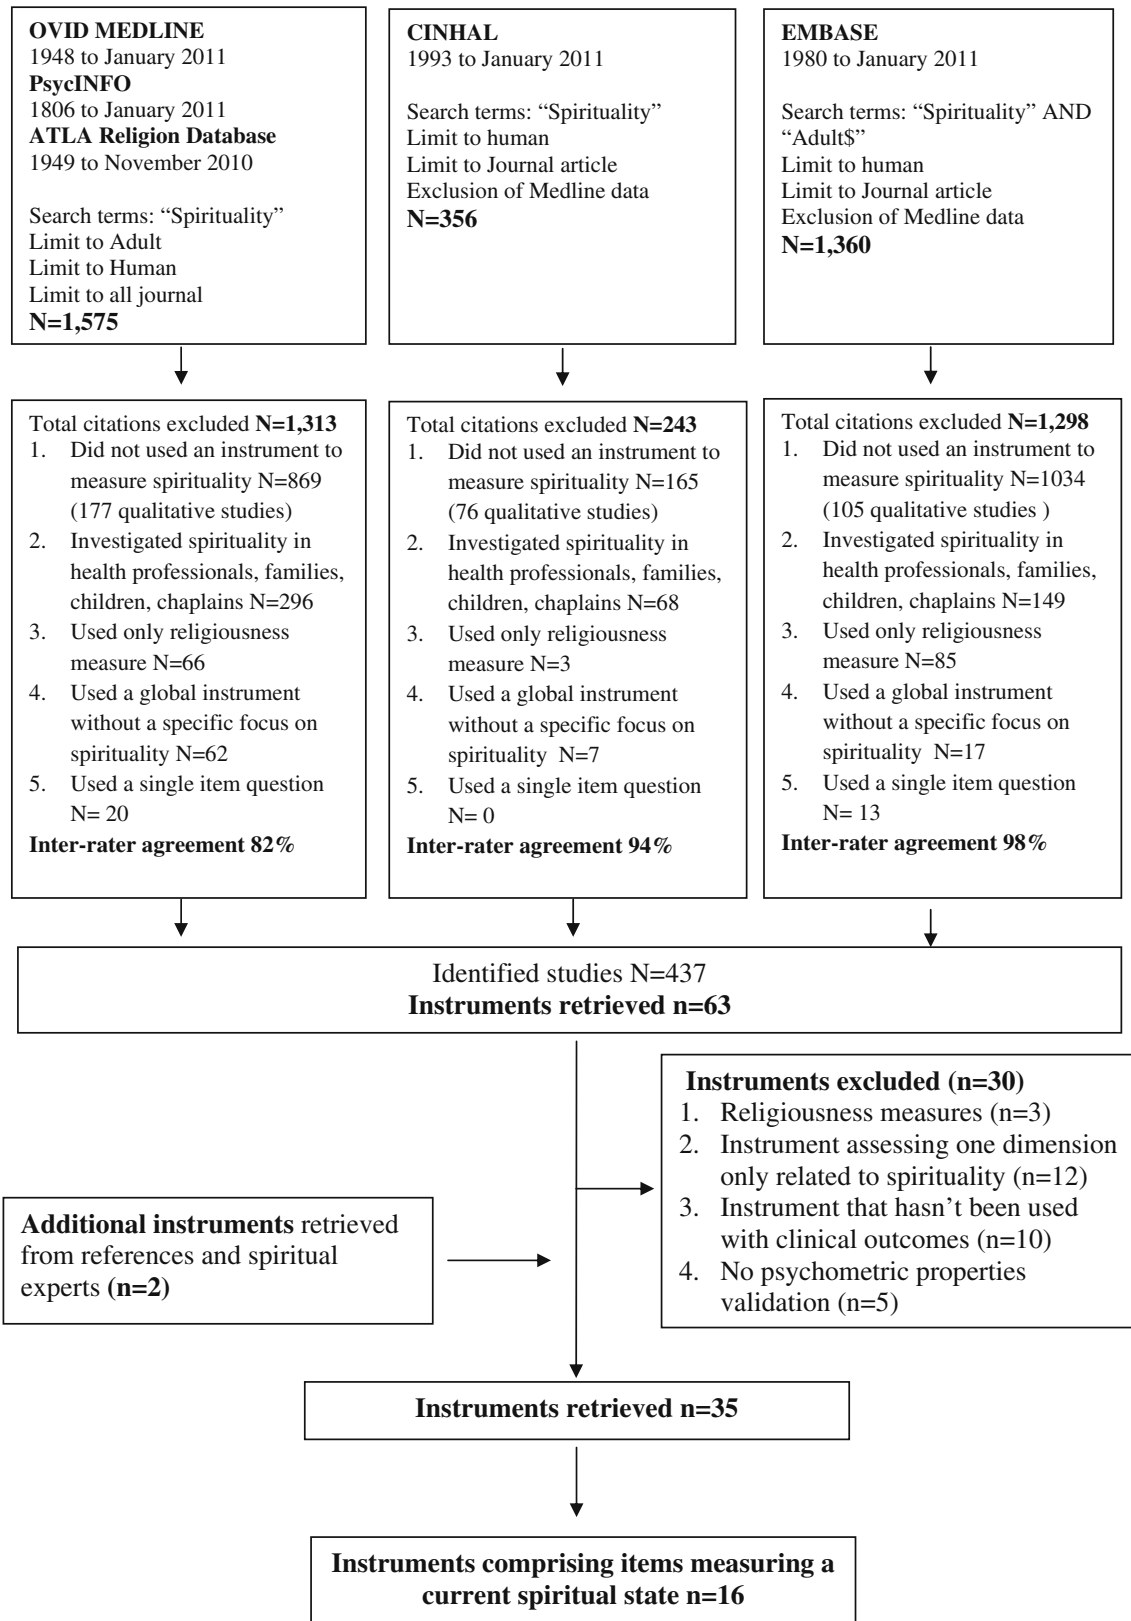 OVID MEDLINE
1948 to January 2011
PsycINFO
1806 to January 2011
ATLA Religion Database
1949 to November 2010
Search terms: “Spirituality”
Limit to Adult
Limit to Human
Limit to all journal
N=1,575
CINHAL
1993 to January 2011
Search terms: “Spirituality”
Limit to human
Limit to Journal article
Exclusion of Medline data
N=356
EMBASE
1980 to January 2011
Search terms: “Spirituality” AND
“Adult$”
Limit to human
Limit to Journal article
Exclusion of Medline data
N=1,360
Total citations excluded N=1,313
1. Did not used an instrument to
measure spirituality N=869
(177 qualitative studies)
2. Investigated spirituality in
health professionals, families,
children, chaplains N=296
3. Used only religiousness
measure N=66
4. Used a global instrument
without a specific focus on
spirituality N=62
5. Used a single item question
N= 20
Inter-rater agreement 82%
Total citations excluded N=243
1. Did not used an instrument to
measure spirituality N=165
(76 qualitative studies)
2. Investigated spirituality in
health professionals, families,
children, chaplains N=68
3. Used only religiousness
measure N=3
4. Used a global instrument
without a specific focus on
spirituality N=7
5. Used a single item question
N= 0
Inter-rater agreement 94%
Total citations excluded N=1,298
1. Did not used an instrument to
measure spirituality N=1034
(105 qualitative studies )
2. Investigated spirituality in
health professionals, families,
children, chaplains N=149
3. Used only religiousness
measure N=85
4. Used a global instrument
without a specific focus on
spirituality N=17
5. Used a single item question
N= 13
Inter-rater agreement 98%
Identified studies N=437
Instruments retrieved n=63
Instruments excluded (n=30)
1. Religiousness measures (n=3)
2. Instrument assessing one dimension
only related to spirituality (n=12)
3. Instrument that hasn’t been used
with clinical outcomes (n=10)
4. No psychometric properties
validation (n=5)
Additional instruments retrieved
from references and spiritual
experts (n=2)
Instruments retrieved n=35
Instruments comprising items measuring a
current spiritual state n=16